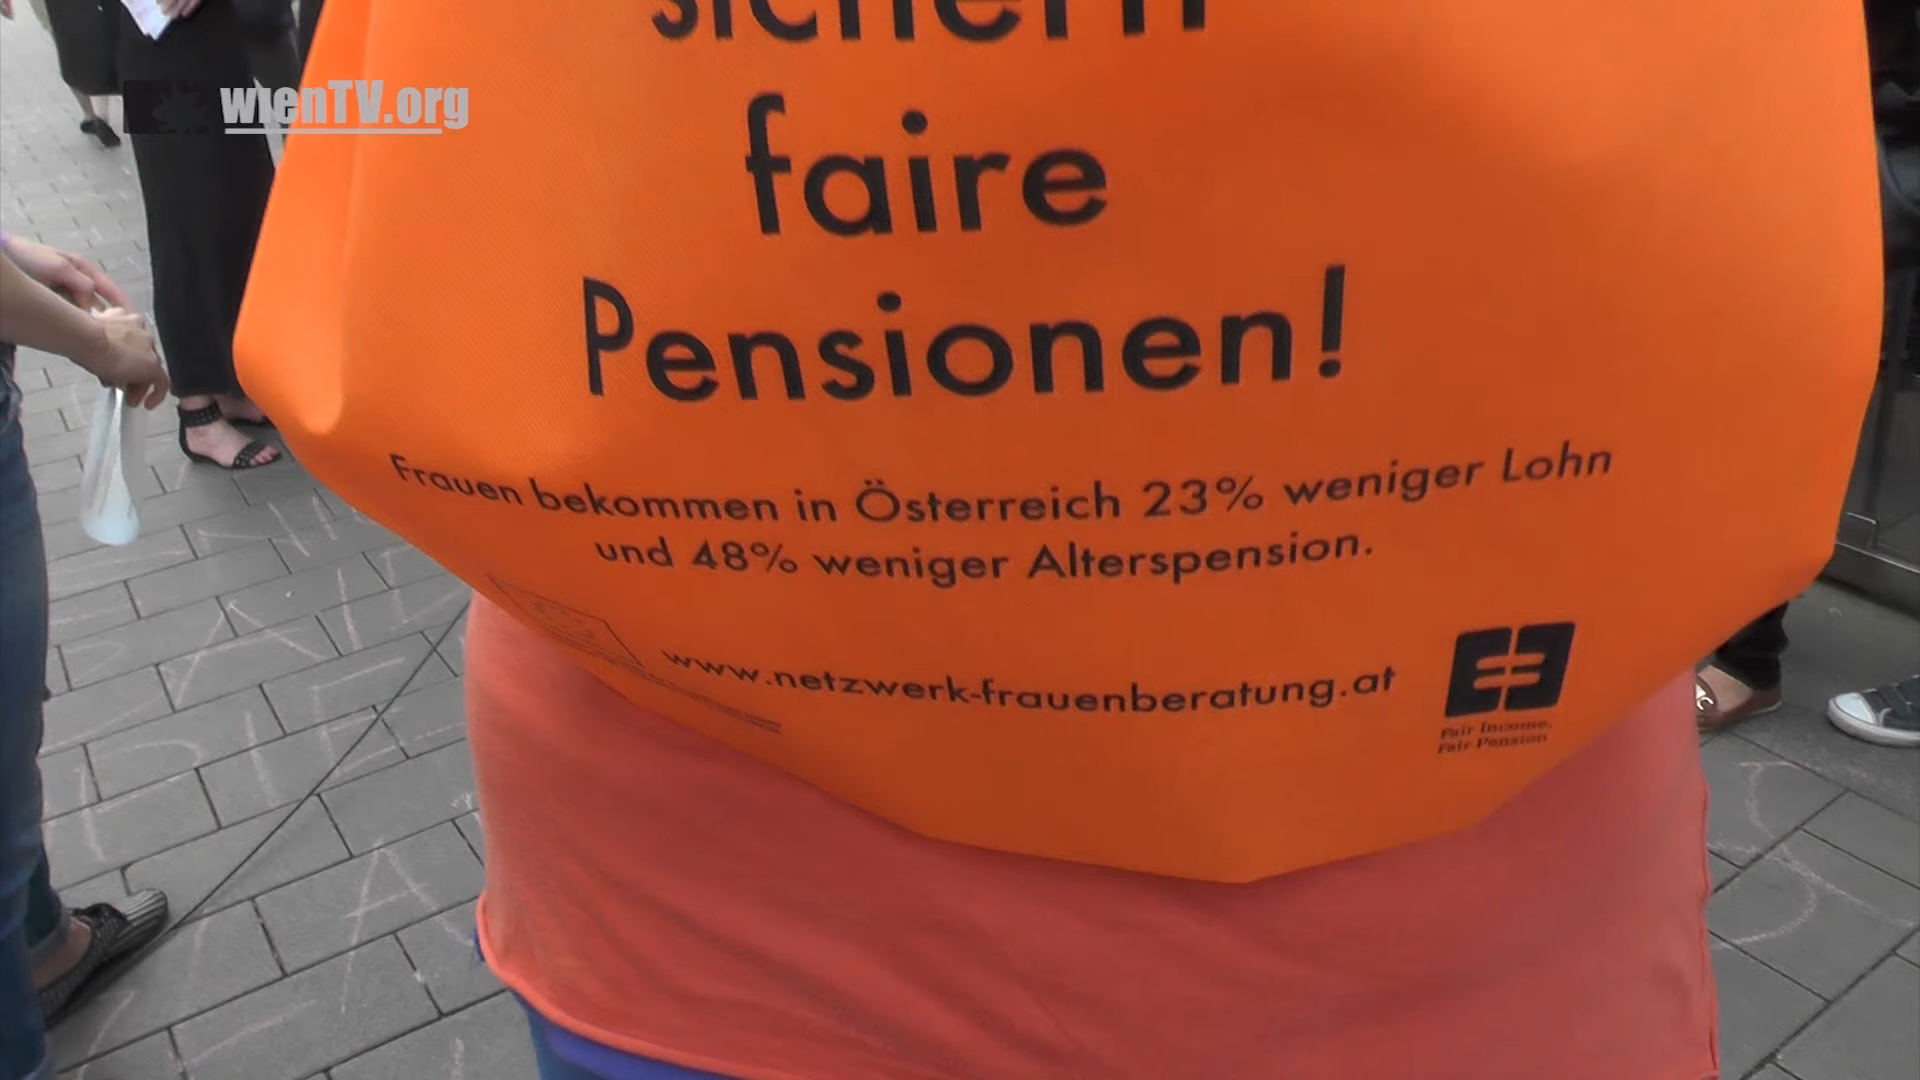 wienTV.org
sichern
faire
Pensionen!
Frauen bekommen in Österreich 23% weniger Lohn
und 48% weniger Alterspension.
www.netzwerk-frauenberatung.at
Fair Income.
Fair Pension